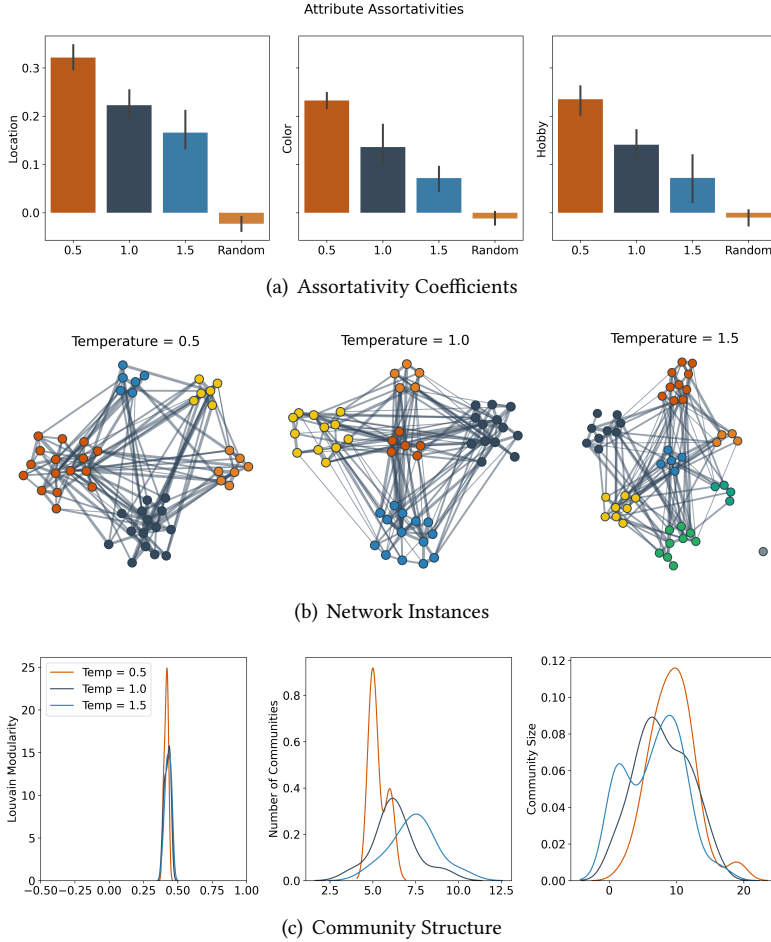 Attribute Assortativities
Location
0.3
0.2
0.1
0.0
0.5 1.0 1.5 Random
Color
0.5 1.0 1.5 Random
Hobby
0.5 1.0 1.5 Random
(a) Assortativity Coefficients
Temperature = 0.5
Temperature = 1.0
Temperature = 1.5
(b) Network Instances
Louvain Modularity
25
20
15
10
5
0
−0.50 −0.25 0.00 0.25 0.50 0.75 1.00
Temp = 0.5
Temp = 1.0
Temp = 1.5
Number of Communities
0.8
0.6
0.4
0.2
0.0
2.5 5.0 7.5 10.0 12.5
Community Size
0.12
0.10
0.08
0.06
0.04
0.02
0.00
0 10 20
(c) Community Structure